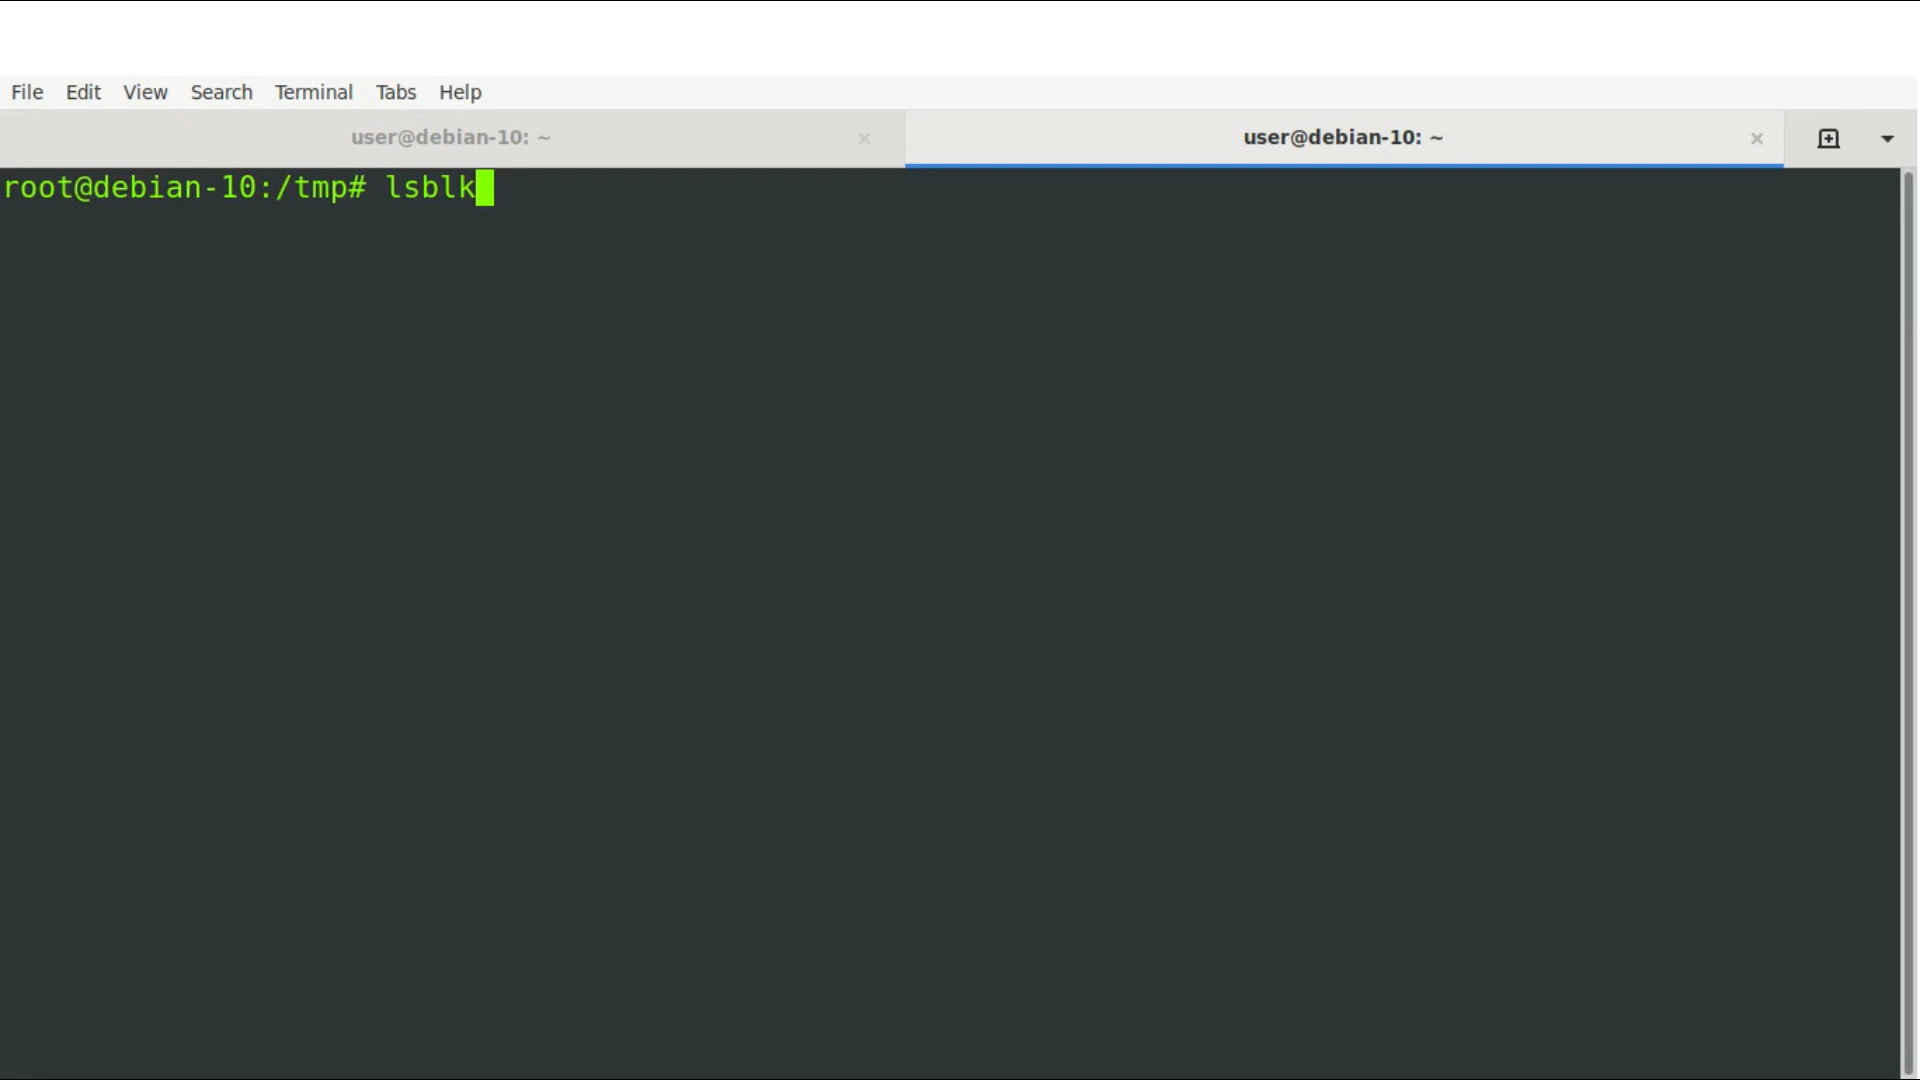 File Edit View Search Terminal Tabs Help
user@debian-10: ~ × user@debian-10: ~ ×
root@debian-10:/tmp# lsblk